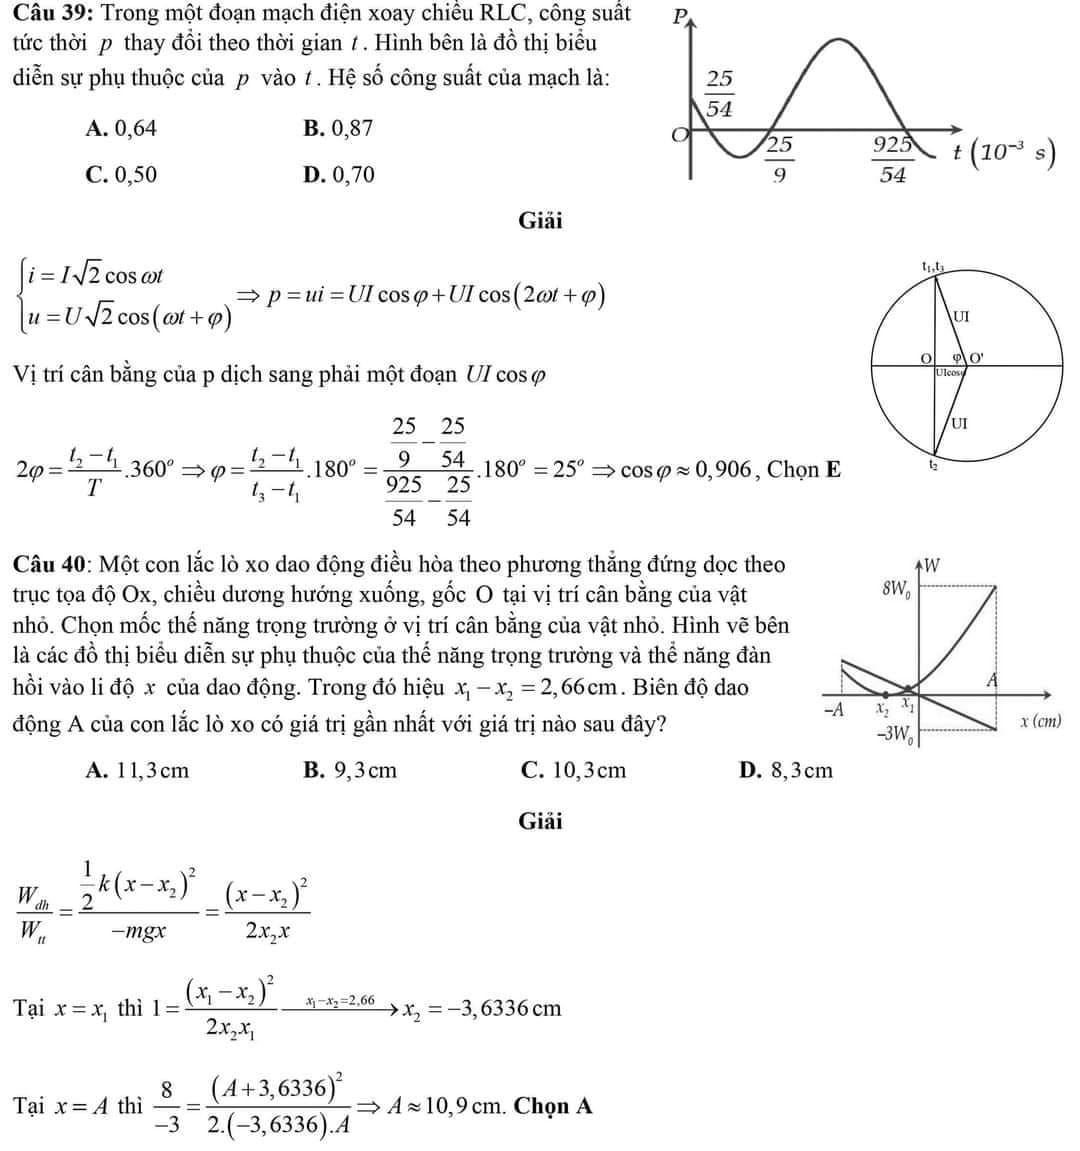 Câu 39: Trong một đoạn mạch điện xoay chiều RLC, công suất
tức thời p thay đổi theo thời gian t . Hình bên là đồ thị biểu
diễn sự phụ thuộc của p vào t . Hệ số công suất của mạch là:
A. 0,64 B. 0,87
C. 0,50 D. 0,70
P
25/54
O
25/9
925/54
t (10⁻³ s)
Giải
{i = I√2 cos ωt
{u = U√2 cos(ωt + φ)
⇒ p = ui = UI cos φ + UI cos(2ωt + φ)
Vị trí cân bằng của p dịch sang phải một đoạn UI cos φ
t₁,t₃
UI
O φ O'
UIcosφ
UI
t₂
2φ = (t₂ − t₁)/T .360° ⇒ φ = (t₂ − t₁)/(t₃ − t₁) .180° = (25/9 − 25/54)/(925/54 − 25/54) .180° = 25° ⇒ cos φ ≈ 0,906 , Chọn E
Câu 40: Một con lắc lò xo dao động điều hòa theo phương thẳng đứng dọc theo
trục tọa độ Ox, chiều dương hướng xuống, gốc O tại vị trí cân bằng của vật
nhỏ. Chọn mốc thế năng trọng trường ở vị trí cân bằng của vật nhỏ. Hình vẽ bên
là các đồ thị biểu diễn sự phụ thuộc của thế năng trọng trường và thế năng đàn
hồi vào li độ x của dao động. Trong đó hiệu x₁ − x₂ = 2,66 cm . Biên độ dao
động A của con lắc lò xo có giá trị gần nhất với giá trị nào sau đây?
W
8W₀
A
−A
x₂ x₁
x (cm)
−3W₀
A. 11,3 cm B. 9,3 cm C. 10,3 cm D. 8,3 cm
Giải
W_đh/W_tt = (1/2 k(x − x₂)²)/(−mgx) = (x − x₂)²/(2x₂x)
Tại x = x₁ thì 1 = (x₁ − x₂)²/(2x₂x₁) —x₁−x₂=2,66→ x₂ = −3,6336 cm
Tại x = A thì 8/−3 = (A + 3,6336)²/(2.(−3,6336).A) ⇒ A ≈ 10,9 cm. Chọn A